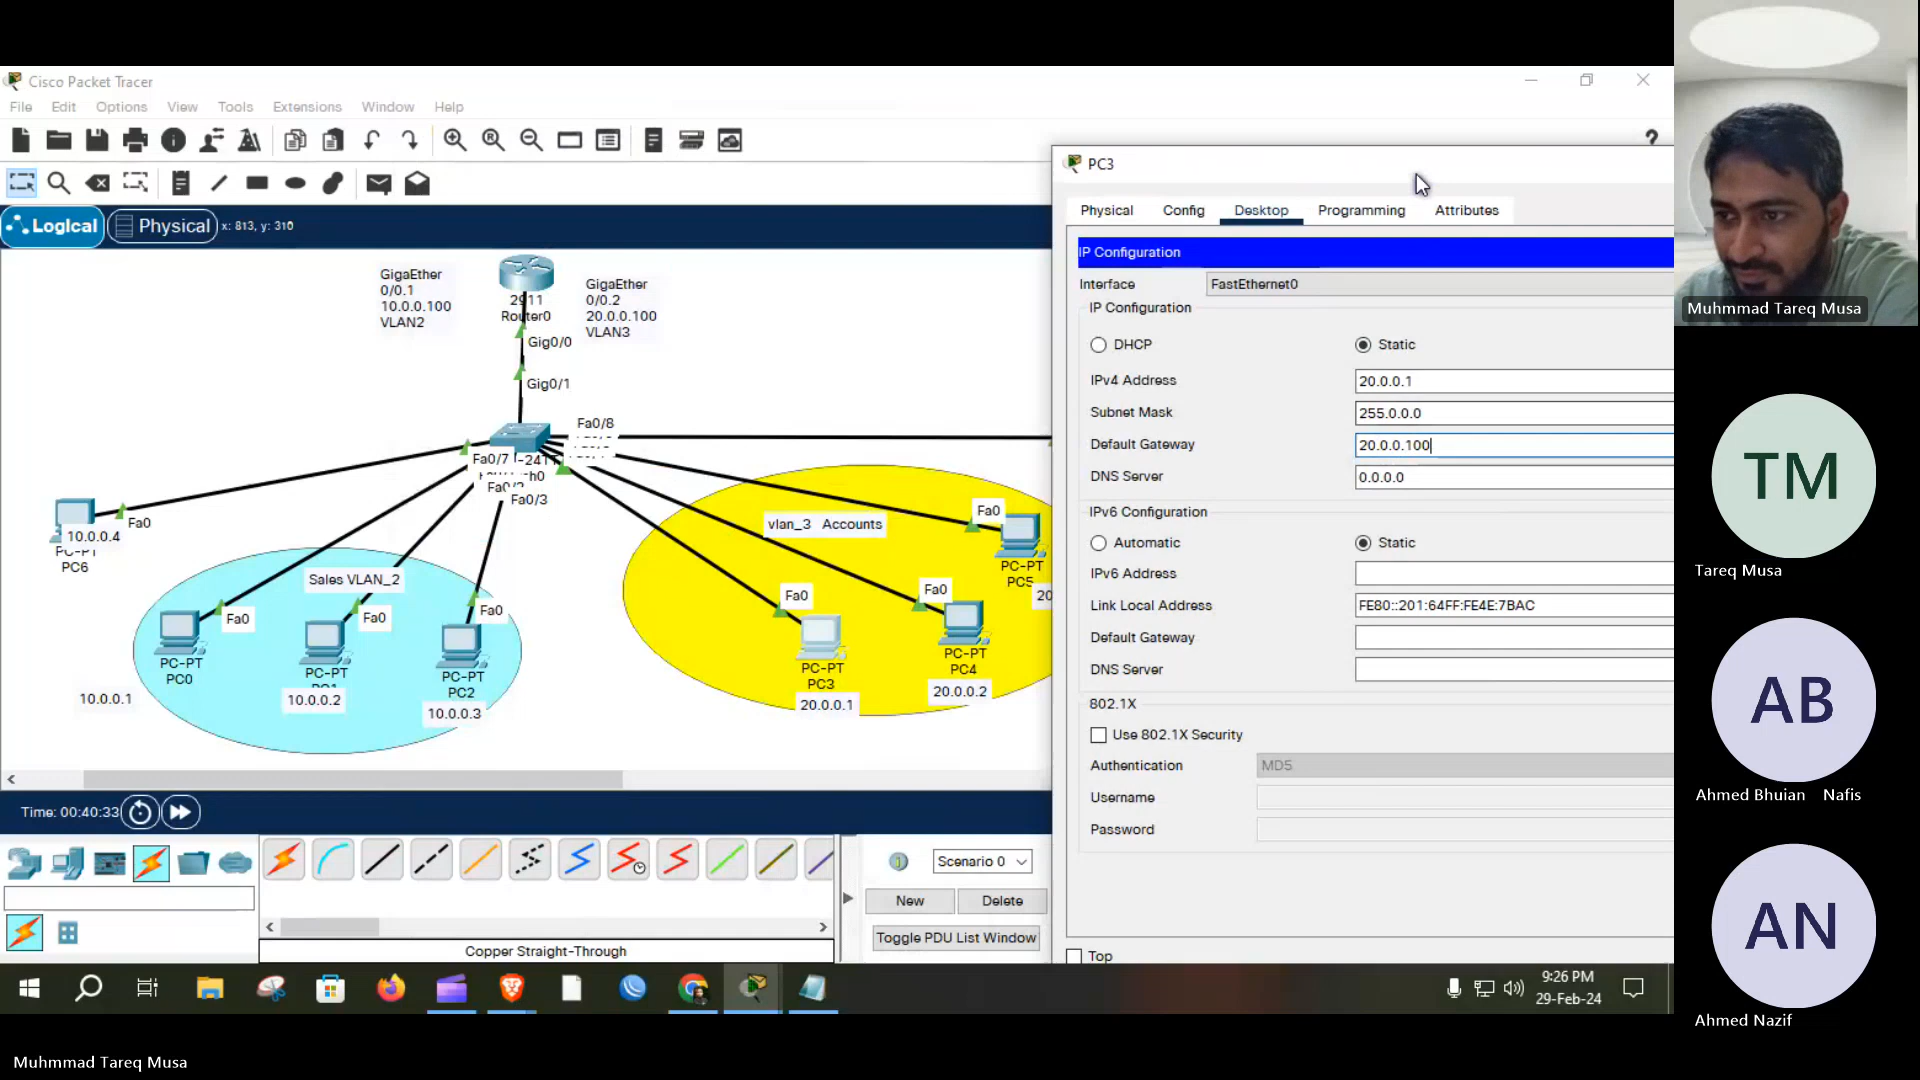 Cisco Packet Tracer
File Edit Options View Tools Extensions Window Help
?
Logical
Physical
x: 813, y: 310
GigaEther
0/0.1
10.0.0.100
VLAN2
2911
Router0
GigaEther
0/0.2
20.0.0.100
VLAN3
Gig0/0
Gig0/1
Fa0/8
Fa0/7
Fa0/3
Fa0
10.0.0.4
PC-PT
PC6
Sales VLAN_2
Fa0
PC-PT
PC0
10.0.0.1
Fa0
PC-PT
10.0.0.2
Fa0
PC-PT
PC2
10.0.0.3
vlan_3 Accounts
Fa0
PC-PT
PC3
20.0.0.1
Fa0
PC-PT
PC4
20.0.0.2
Fa0
PC-PT
PC5
20
Time: 00:40:33
Scenario 0
New
Delete
Toggle PDU List Window
Copper Straight-Through
PC3
Physical Config Desktop Programming Attributes
IP Configuration
Interface FastEthernet0
IP Configuration
DHCP Static
IPv4 Address 20.0.0.1
Subnet Mask 255.0.0.0
Default Gateway 20.0.0.100
DNS Server 0.0.0.0
IPv6 Configuration
Automatic Static
IPv6 Address
Link Local Address FE80::201:64FF:FE4E:7BAC
Default Gateway
DNS Server
802.1X
Use 802.1X Security
Authentication MD5
Username
Password
Top
9:26 PM
29-Feb-24
Muhmmad Tareq Musa
TM
Tareq Musa
AB
Ahmed Bhuian Nafis
AN
Ahmed Nazif
Muhmmad Tareq Musa